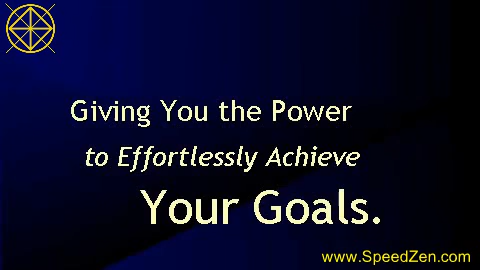 Giving You the Power
to Effortlessly Achieve
Your Goals.
www.SpeedZen.com